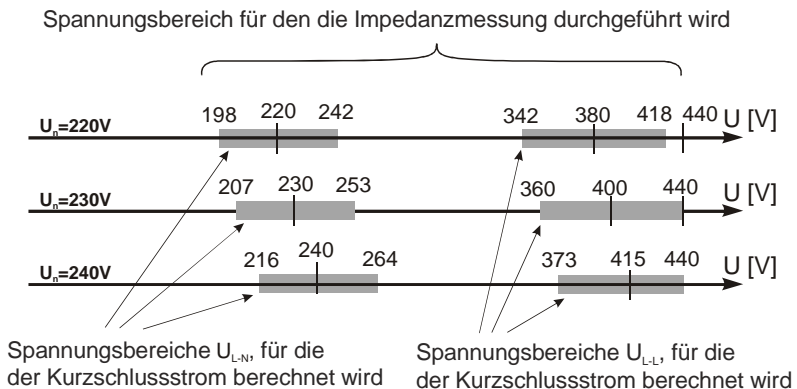 Spannungsbereich für den die Impedanzmessung durchgeführt wird
198 220 242 342 380 418 440 U [V]
Uₙ=220V
207 230 253 360 400 440 U [V]
Uₙ=230V
216 240 264 373 415 440 U [V]
Uₙ=240V
Spannungsbereiche U_L-N, für die
der Kurzschlussstrom berechnet wird
Spannungsbereiche U_L-L, für die
der Kurzschlussstrom berechnet wird